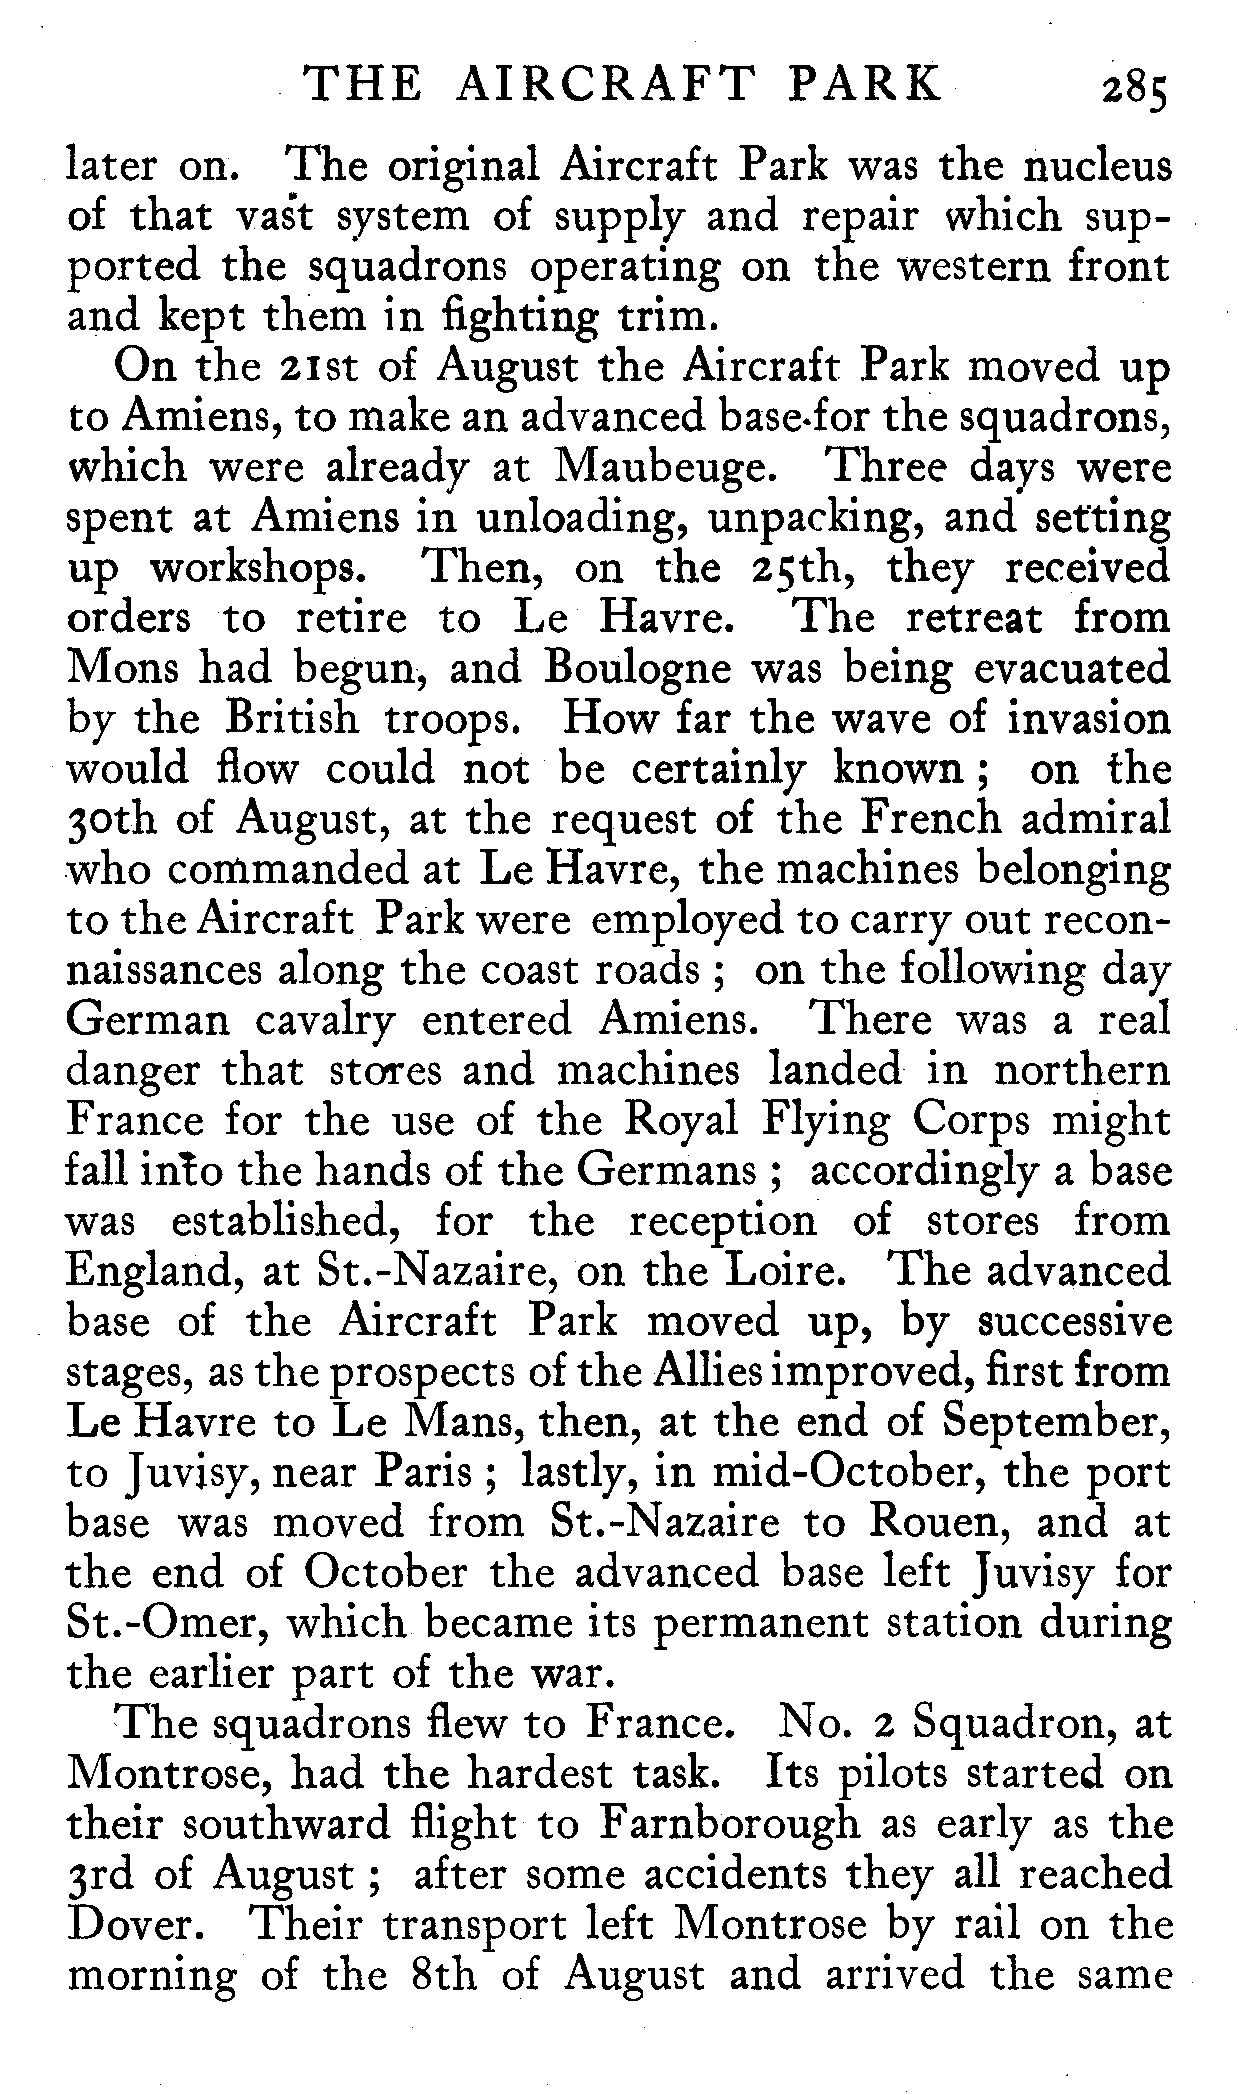 THE AIRCRAFT PARK 285
later on. The original Aircraft Park was the nucleus
of that vast system of supply and repair which sup-
ported the squadrons operating on the western front
and kept them in fighting trim.
On the 21st of August the Aircraft Park moved up
to Amiens, to make an advanced base for the squadrons,
which were already at Maubeuge. Three days were
spent at Amiens in unloading, unpacking, and setting
up workshops. Then, on the 25th, they received
orders to retire to Le Havre. The retreat from
Mons had begun, and Boulogne was being evacuated
by the British troops. How far the wave of invasion
would flow could not be certainly known ; on the
30th of August, at the request of the French admiral
who commanded at Le Havre, the machines belonging
to the Aircraft Park were employed to carry out recon-
naissances along the coast roads ; on the following day
German cavalry entered Amiens. There was a real
danger that stores and machines landed in northern
France for the use of the Royal Flying Corps might
fall into the hands of the Germans ; accordingly a base
was established, for the reception of stores from
England, at St.-Nazaire, on the Loire. The advanced
base of the Aircraft Park moved up, by successive
stages, as the prospects of the Allies improved, first from
Le Havre to Le Mans, then, at the end of September,
to Juvisy, near Paris ; lastly, in mid-October, the port
base was moved from St.-Nazaire to Rouen, and at
the end of October the advanced base left Juvisy for
St.-Omer, which became its permanent station during
the earlier part of the war.
The squadrons flew to France. No. 2 Squadron, at
Montrose, had the hardest task. Its pilots started on
their southward flight to Farnborough as early as the
3rd of August ; after some accidents they all reached
Dover. Their transport left Montrose by rail on the
morning of the 8th of August and arrived the same